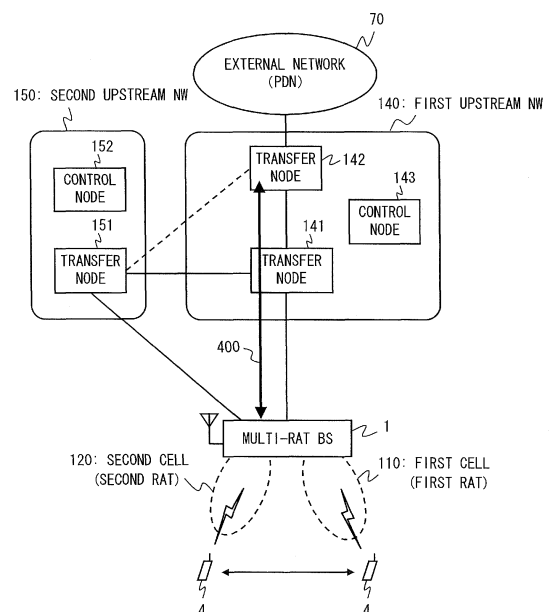 70
EXTERNAL NETWORK
(PDN)
150: SECOND UPSTREAM NW
140: FIRST UPSTREAM NW
152
CONTROL
NODE
TRANSFER
NODE
142
143
CONTROL
NODE
151
TRANSFER
NODE
141
TRANSFER
NODE
400
MULTI-RAT BS
1
120: SECOND CELL
(SECOND RAT)
110: FIRST CELL
(FIRST RAT)
4
4